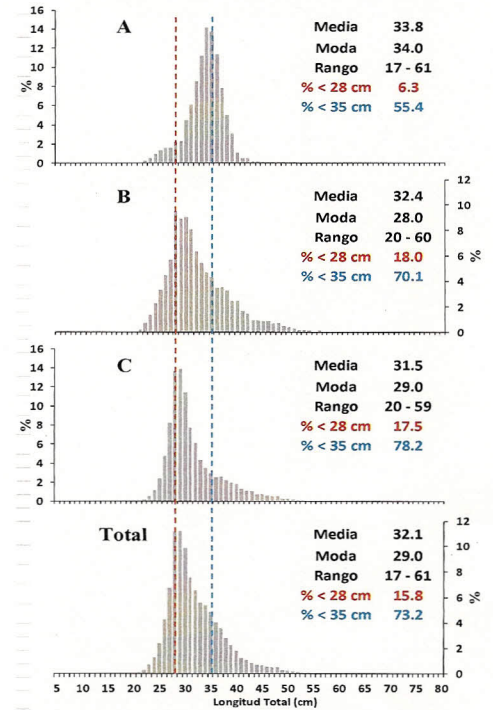 16
14
12
10
8
6
4
2
0
%
A
Media 33.8
Moda 34.0
Rango 17 - 61
% < 28 cm 6.3
% < 35 cm 55.4
B
Media 32.4
Moda 28.0
Rango 20 - 60
% < 28 cm 18.0
% < 35 cm 70.1
12
10
8
6
4
2
0
%
16
14
12
10
8
6
4
2
0
%
C
Media 31.5
Moda 29.0
Rango 20 - 59
% < 28 cm 17.5
% < 35 cm 78.2
Total
Media 32.1
Moda 29.0
Rango 17 - 61
% < 28 cm 15.8
% < 35 cm 73.2
12
10
8
6
4
2
0
%
5 10 15 20 25 30 35 40 45 50 55 60 65 70 75 80
Longitud Total (cm)